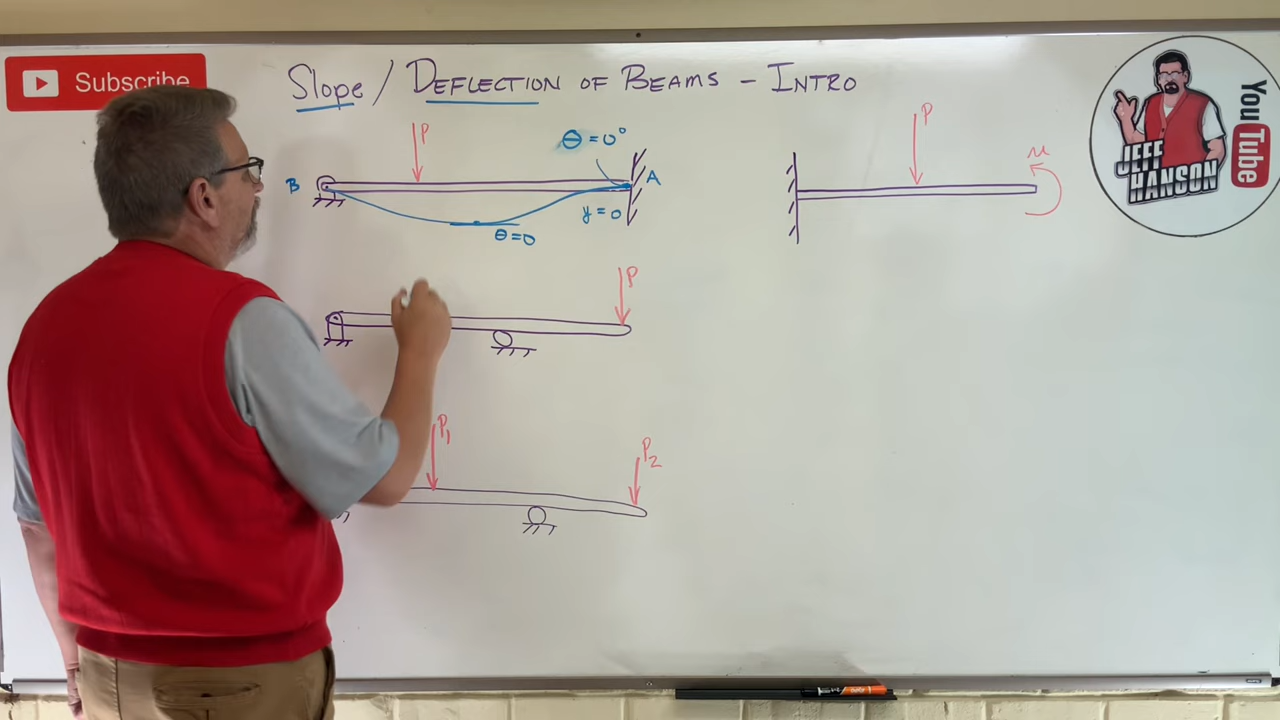 Subscribe
Slope / DEFLECTION OF BEAMS - INTRO
P
θ = 0°
B
A
y = 0
θ = 0
P
M
P
P1
P2
JEFF
HANSON
YouTube